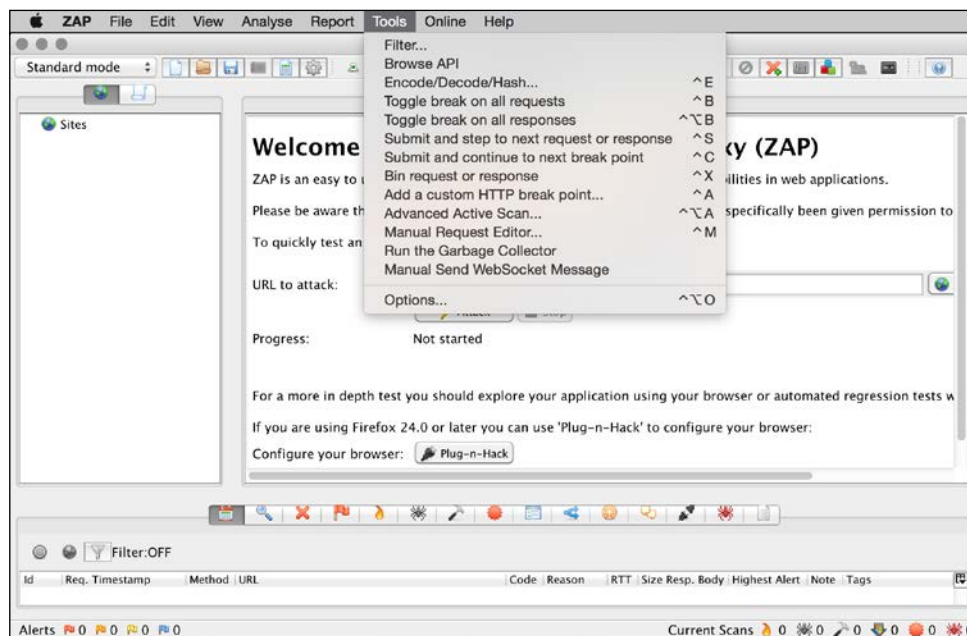 ZAP File Edit View Analyse Report Tools Online Help
Standard mode
Filter...
Browse API
Encode/Decode/Hash... ^E
Toggle break on all requests ^B
Toggle break on all responses ^⌥B
Submit and step to next request or response ^S
Submit and continue to next break point ^C
Bin request or response ^X
Add a custom HTTP break point... ^A
Advanced Active Scan... ^⌥A
Manual Request Editor... ^M
Run the Garbage Collector
Manual Send WebSocket Message
Options... ^⌥O
Sites
Welcome (ZAP)
ZAP is an easy to in web applications.
Please be aware specifically been given permission to
To quickly test an
URL to attack:
Progress: Not started
For a more in depth test you should explore your application using your browser or automated regression tests
If you are using Firefox 24.0 or later you can use 'Plug-n-Hack' to configure your browser:
Configure your browser: Plug-n-Hack
Filter:OFF
Id Req. Timestamp Method URL Code Reason RTT Size Resp. Body Highest Alert Note Tags
Alerts 0 0 0 0 Current Scans 0 0 0 0 0